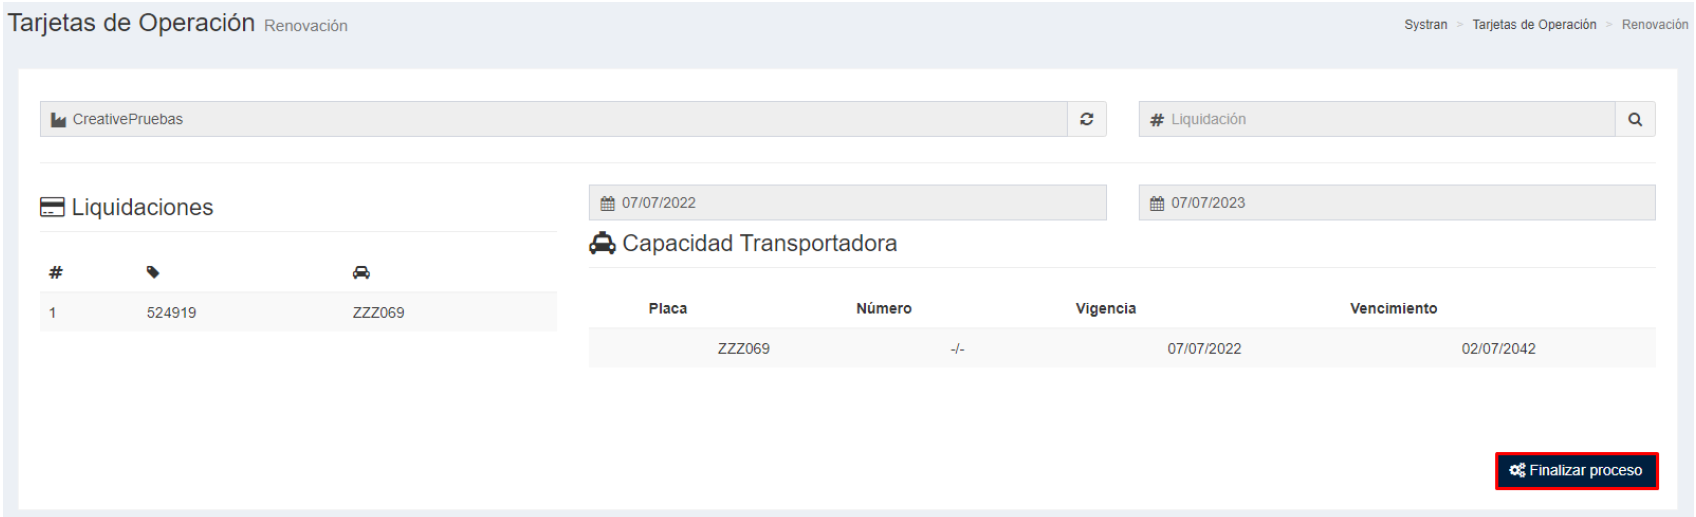 Tarjetas de Operación Renovación
Systran > Tarjetas de Operación > Renovación
CreativePruebas
# Liquidación
Liquidaciones
07/07/2022
07/07/2023
Capacidad Transportadora
#
1 524919 ZZZ069
Placa Número Vigencia Vencimiento
ZZZ069 -/- 07/07/2022 02/07/2042
Finalizar proceso